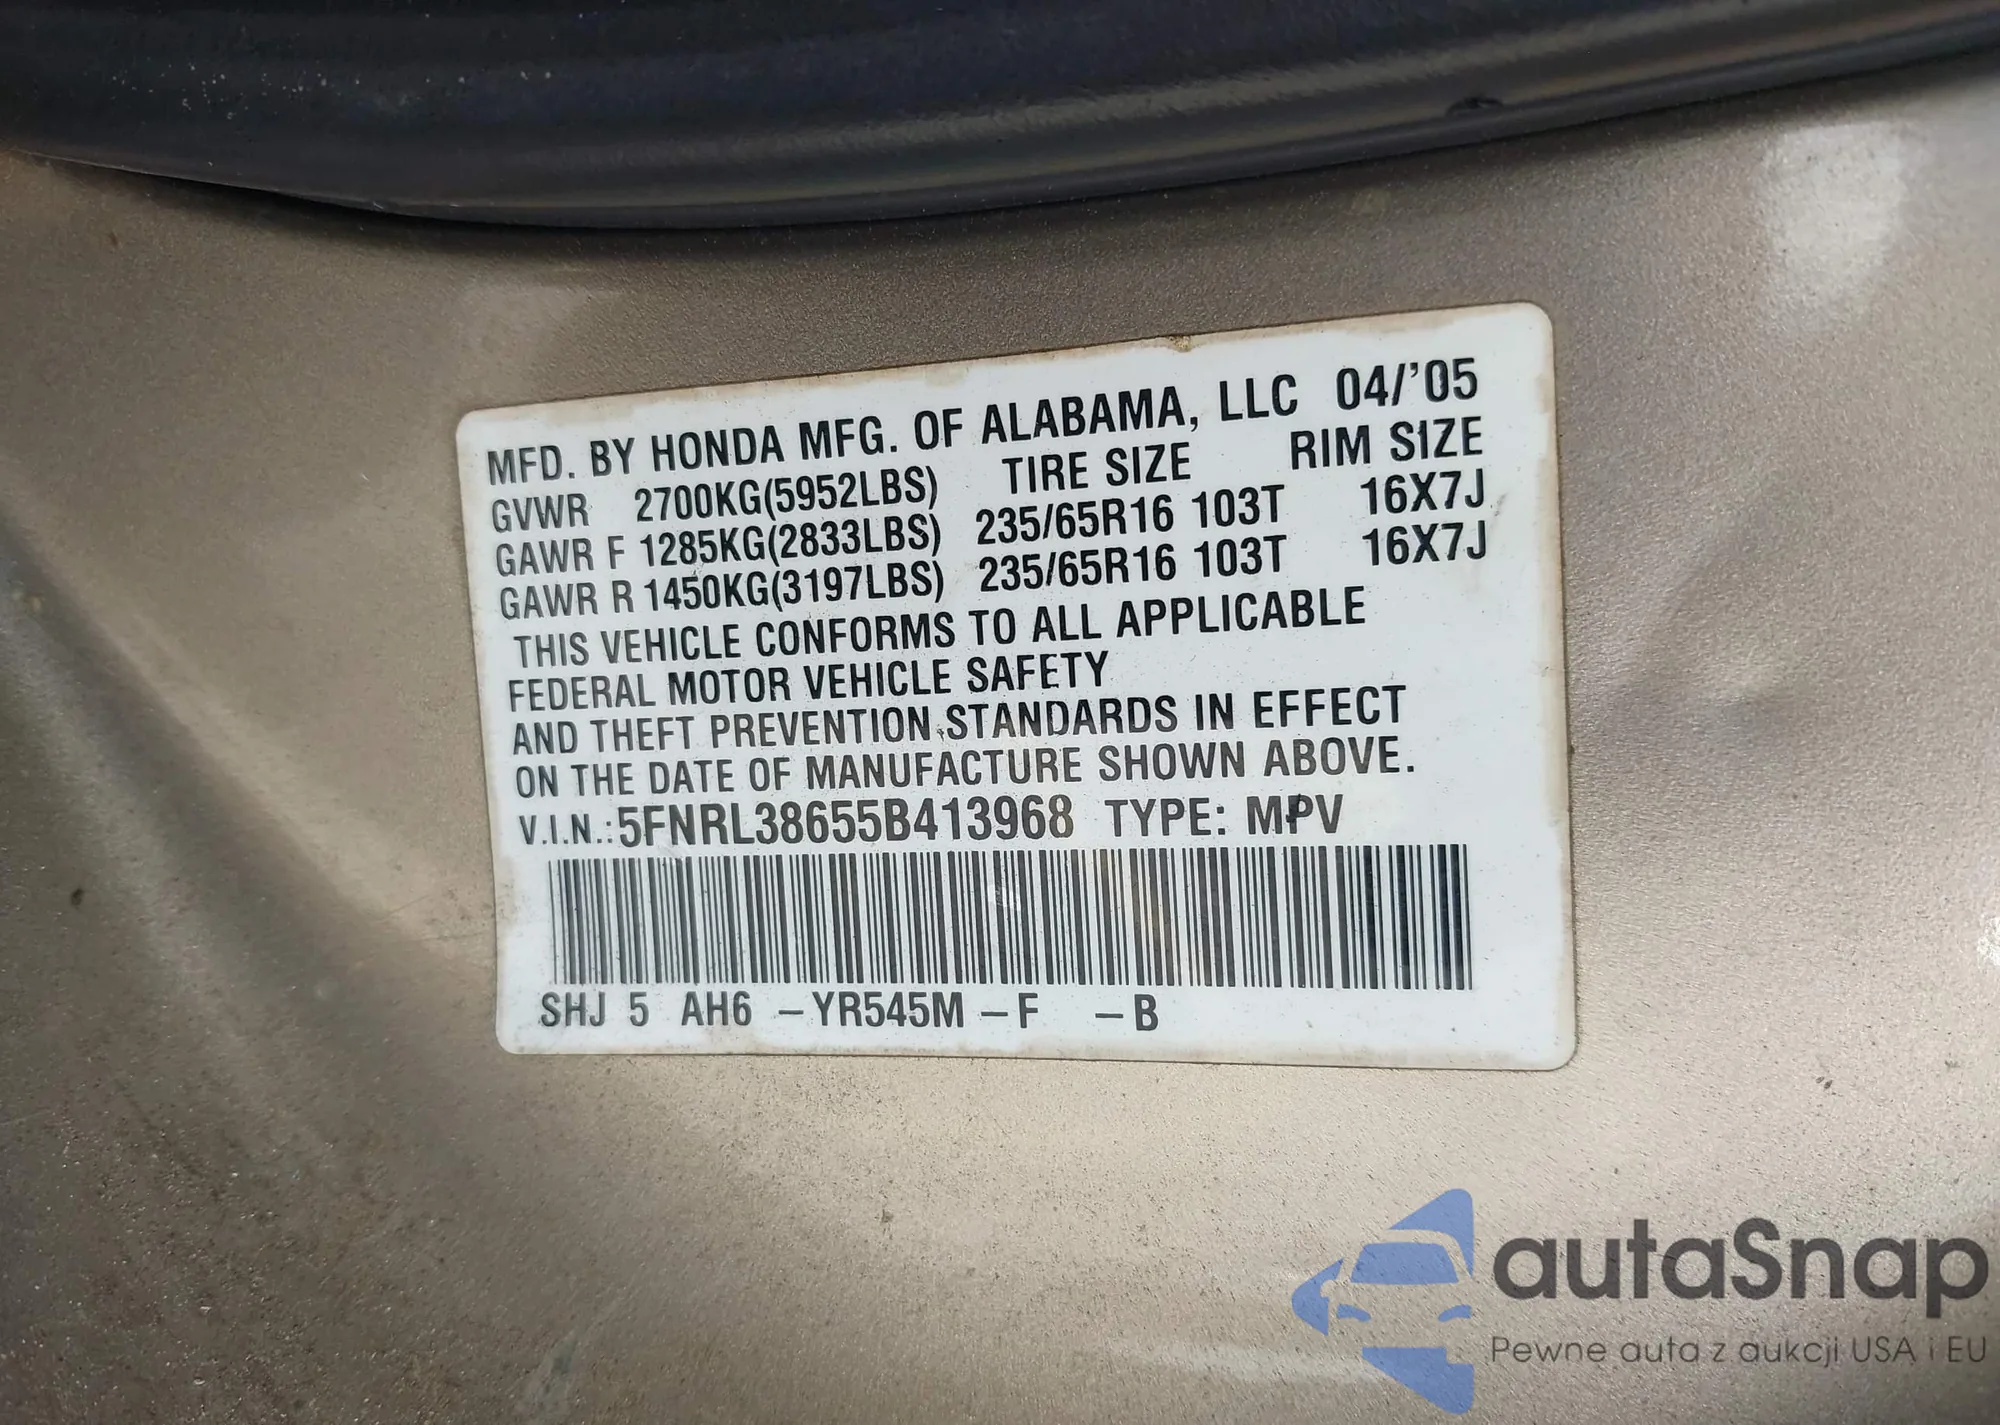 MFD. BY HONDA MFG. OF ALABAMA, LLC 04/'05
GVWR 2700KG(5952LBS) TIRE SIZE RIM SIZE
GAWR F 1285KG(2833LBS) 235/65R16 103T 16X7J
GAWR R 1450KG(3197LBS) 235/65R16 103T 16X7J
THIS VEHICLE CONFORMS TO ALL APPLICABLE
FEDERAL MOTOR VEHICLE SAFETY
AND THEFT PREVENTION STANDARDS IN EFFECT
ON THE DATE OF MANUFACTURE SHOWN ABOVE.
V.I.N.: 5FNRL38655B413968 TYPE: MPV
SHJ 5 AH6 –YR545M –F –B
autaSnap
Pewne auta z aukcji USA i EU